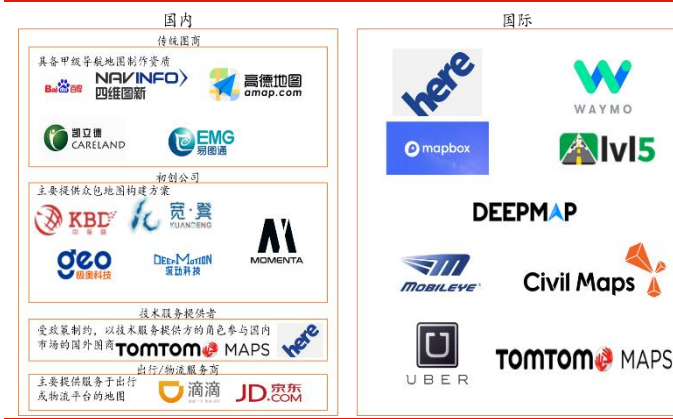 国内
传统图商
具备甲级导航地图制作资质
Bai百度
NAVINFO
四维图新
高德地图
amap.com
凯立德
CARELAND
EMG
易图通
初创公司
主要提供众包地图构建方案
KBD
宽·凳
KUANDENG
MOMENTA
geo
极奥科技
DEEPMOTION
深动科技
技术服务提供者
受政策制约,以技术服务提供方的角色参与国内
市场的国外图商
TOMTOM MAPS
here
出行/物流服务商
主要提供服务于出行
或物流平台的地图
滴滴
JD.京东
.COM
国际
here
WAYMO
mapbox
lvl5
DEEPMAP
MOBILEYE
Civil Maps
U
UBER
TOMTOM MAPS